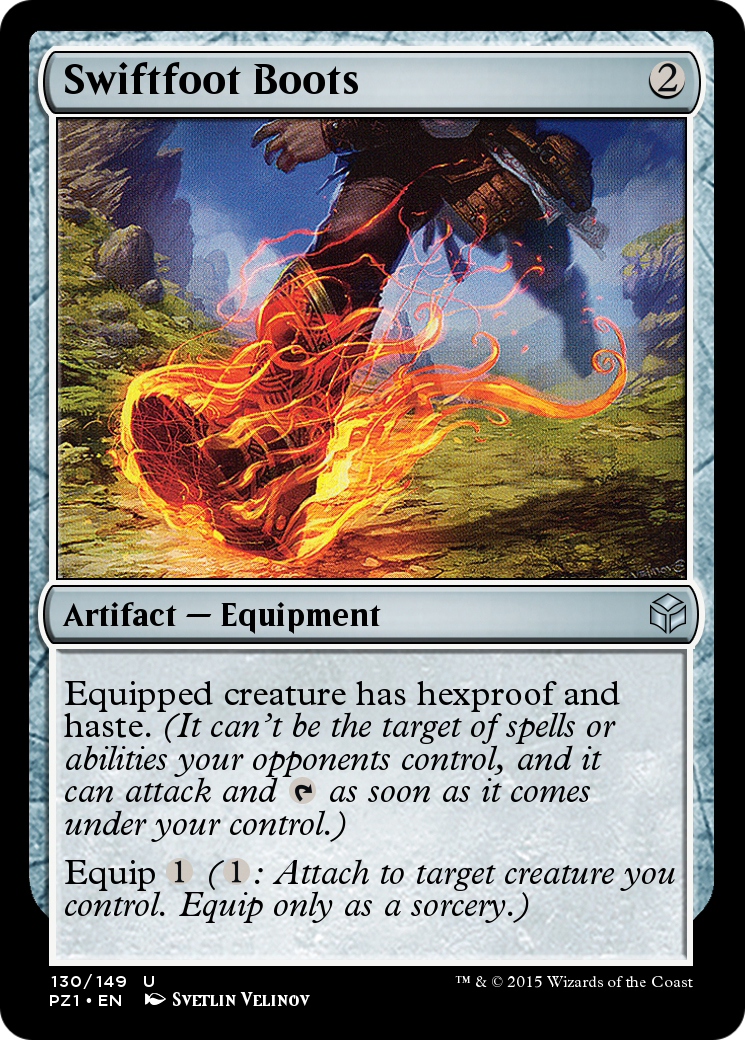 Swiftfoot Boots 2
Artifact — Equipment
Equipped creature has hexproof and
haste. (It can't be the target of spells or
abilities your opponents control, and it
can attack and as soon as it comes
under your control.)
Equip 1 (1: Attach to target creature you
control. Equip only as a sorcery.)
130/149 U
PZ1 • EN Svetlin Velinov
™ & © 2015 Wizards of the Coast